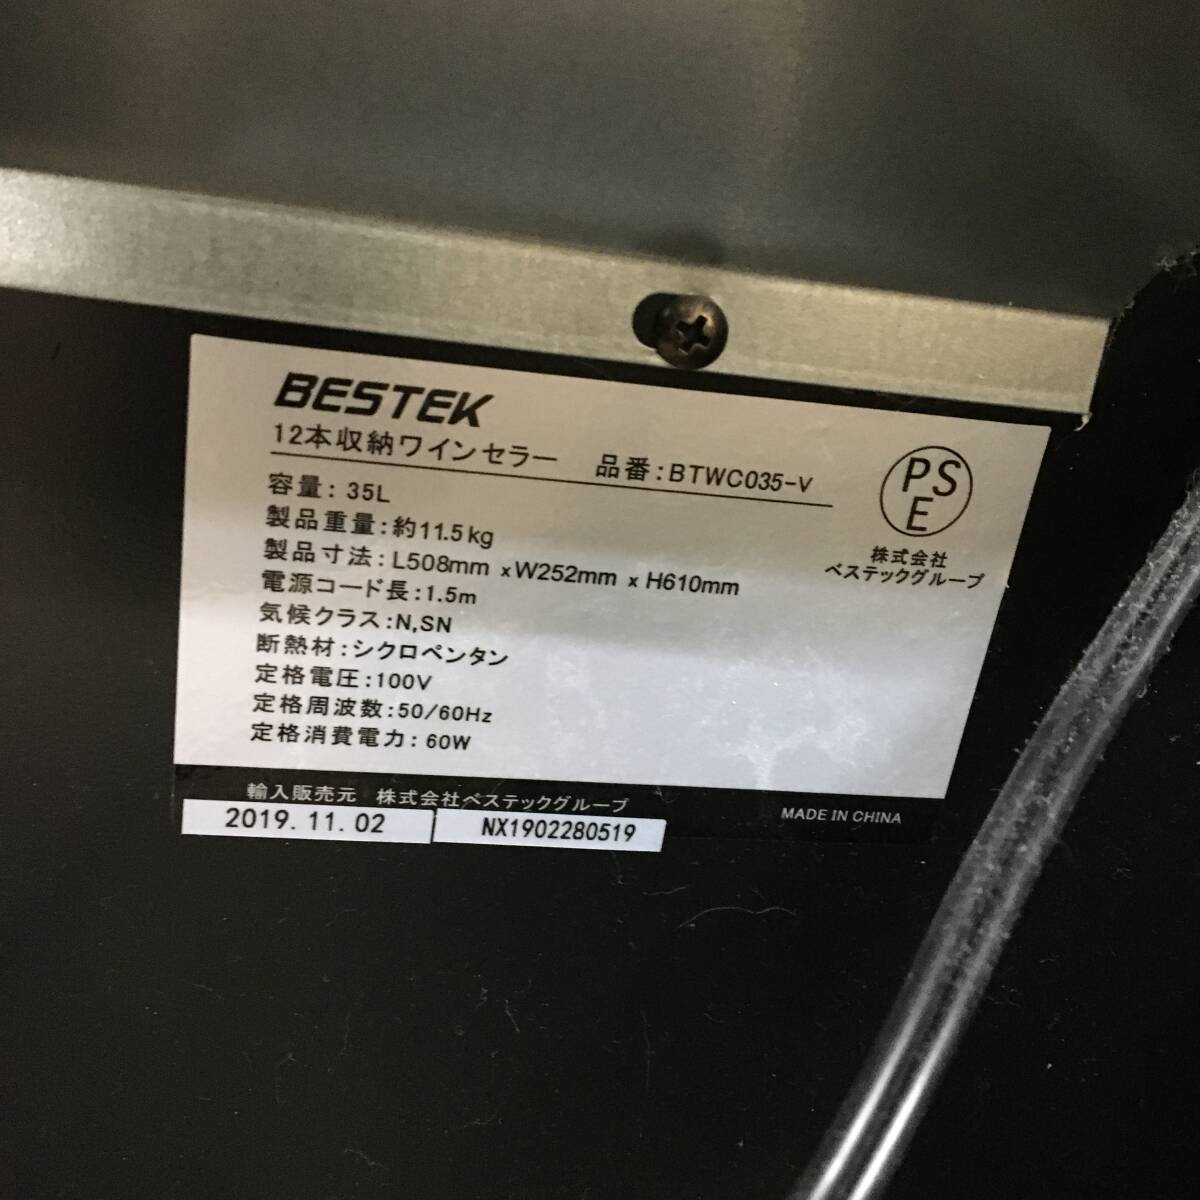 BESTEK
12本収納ワインセラー 品番:BTWC035-V
容量: 35L
製品重量:約11.5kg
製品寸法: L508mm x W252mm x H610mm
電源コード長:1.5m
気候クラス:N,SN
断熱材:シクロペンタン
定格電圧:100V
定格周波数:50/60Hz
定格消費電力: 60W
PS
E
株式会社
ベステックグループ
輸入販売元 株式会社ベステックグループ
MADE IN CHINA
2019.11.02
NX1902280519